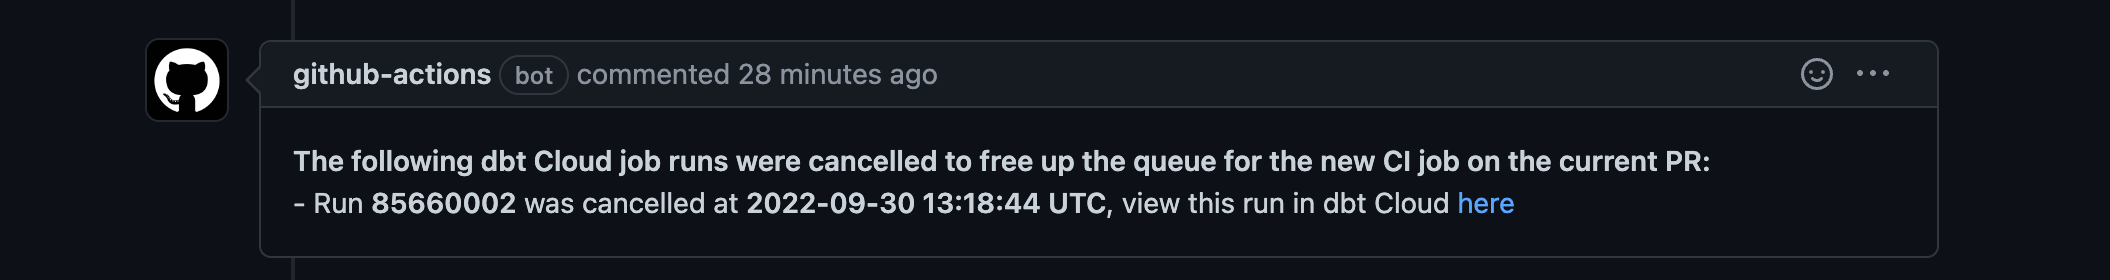 github-actions bot commented 28 minutes ago
The following dbt Cloud job runs were cancelled to free up the queue for the new CI job on the current PR:
- Run 85660002 was cancelled at 2022-09-30 13:18:44 UTC, view this run in dbt Cloud here